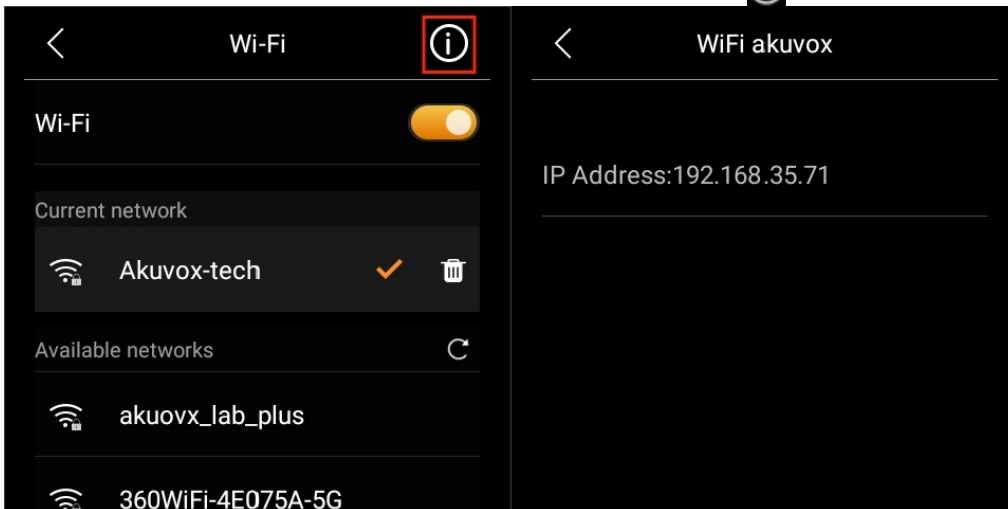 Wi-Fi
Wi-Fi
Current network
Akuvox-tech
Available networks
akuovx_lab_plus
360WiFi-4E075A-5G
WiFi akuvox
IP Address:192.168.35.71